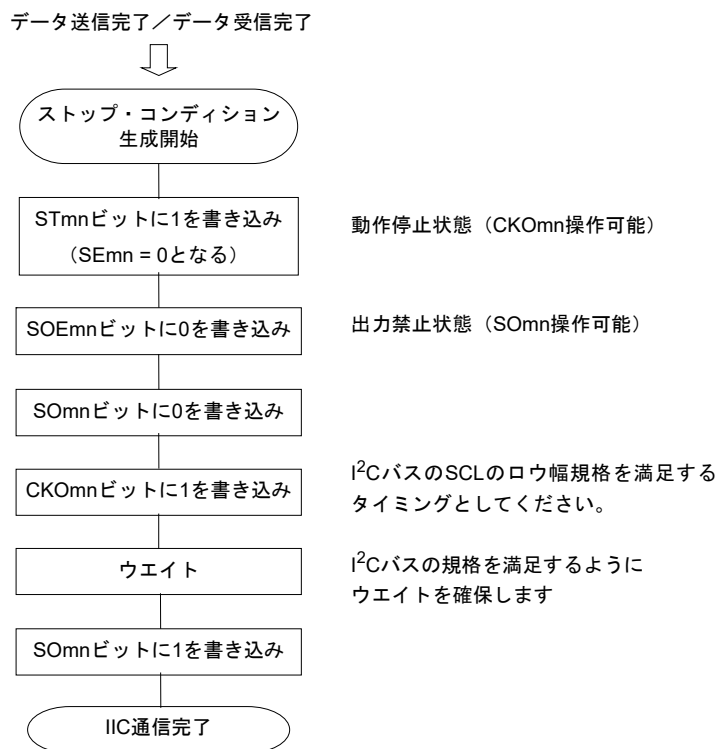 データ送信完了／データ受信完了
ストップ・コンディション
生成開始
STmnビットに1を書き込み
（SEmn = 0となる）
動作停止状態（CKOmn操作可能）
SOEmnビットに0を書き込み
出力禁止状態（SOmn操作可能）
SOmnビットに0を書き込み
CKOmnビットに1を書き込み
I²CバスのSCLのロウ幅規格を満足する
タイミングとしてください。
ウエイト
I²Cバスの規格を満足するように
ウエイトを確保します
SOmnビットに1を書き込み
IIC通信完了